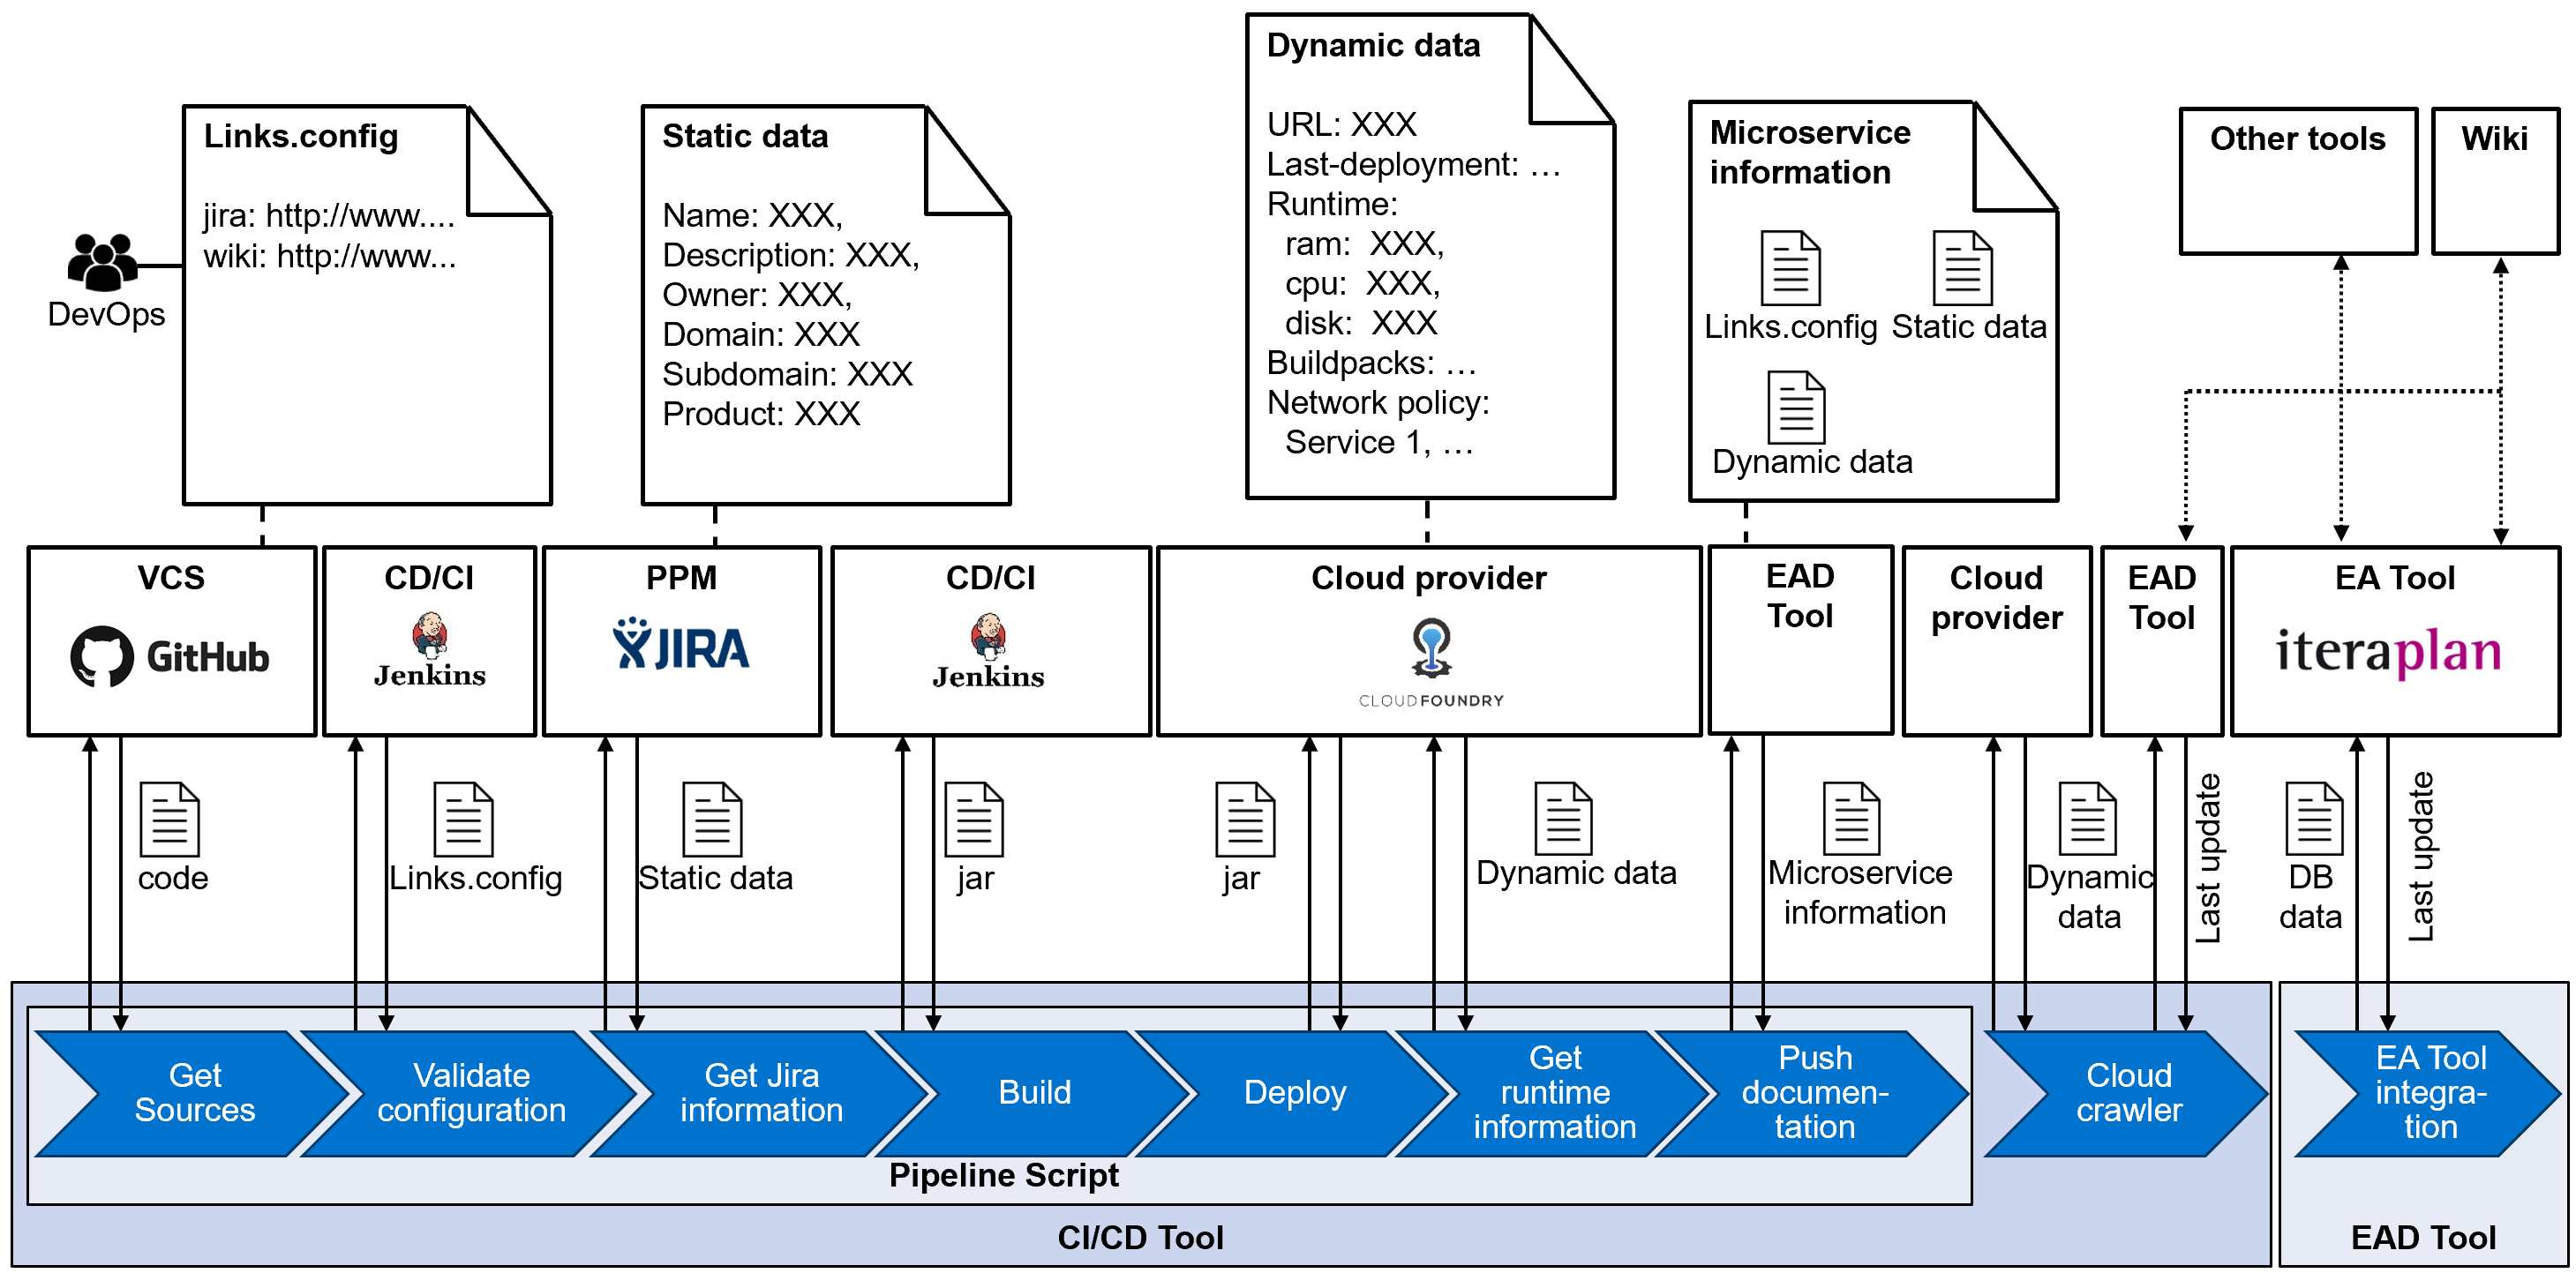 Links.config
jira: http://www....
wiki: http://www...
DevOps
Static data
Name: XXX,
Description: XXX,
Owner: XXX,
Domain: XXX
Subdomain: XXX
Product: XXX
Dynamic data
URL: XXX
Last-deployment: …
Runtime:
ram: XXX,
cpu: XXX,
disk: XXX
Buildpacks: …
Network policy:
Service 1, …
Microservice
information
Links.config
Static data
Dynamic data
Other tools
Wiki
VCS
GitHub
CD/CI
Jenkins
PPM
JIRA
CD/CI
Jenkins
Cloud provider
CLOUD FOUNDRY
EAD
Tool
Cloud
provider
EAD
Tool
EA Tool
iteraplan
code
Links.config
Static data
jar
jar
Dynamic data
Microservice
information
Dynamic
data
Last update
DB
data
Last update
Get
Sources
Validate
configuration
Get Jira
information
Build
Deploy
Get
runtime
information
Push
documen-
tation
Cloud
crawler
EA Tool
integra-
tion
Pipeline Script
CI/CD Tool
EAD Tool